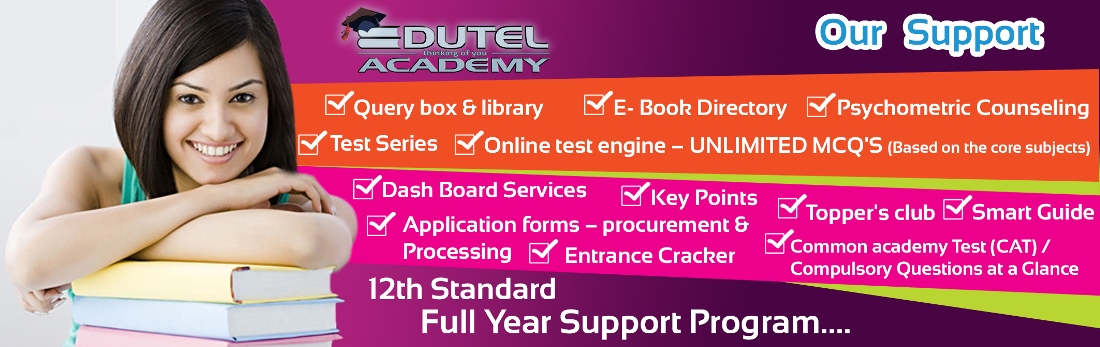 EDUTEL
thinking of you
ACADEMY
Our Support
Query box & library
E- Book Directory
Psychometric Counseling
Test Series
Online test engine – UNLIMITED MCQ'S (Based on the core subjects)
Dash Board Services
Key Points
Topper's club
Smart Guide
Application forms – procurement &
Processing
Entrance Cracker
Common academy Test (CAT) /
Compulsory Questions at a Glance
12th Standard
Full Year Support Program....